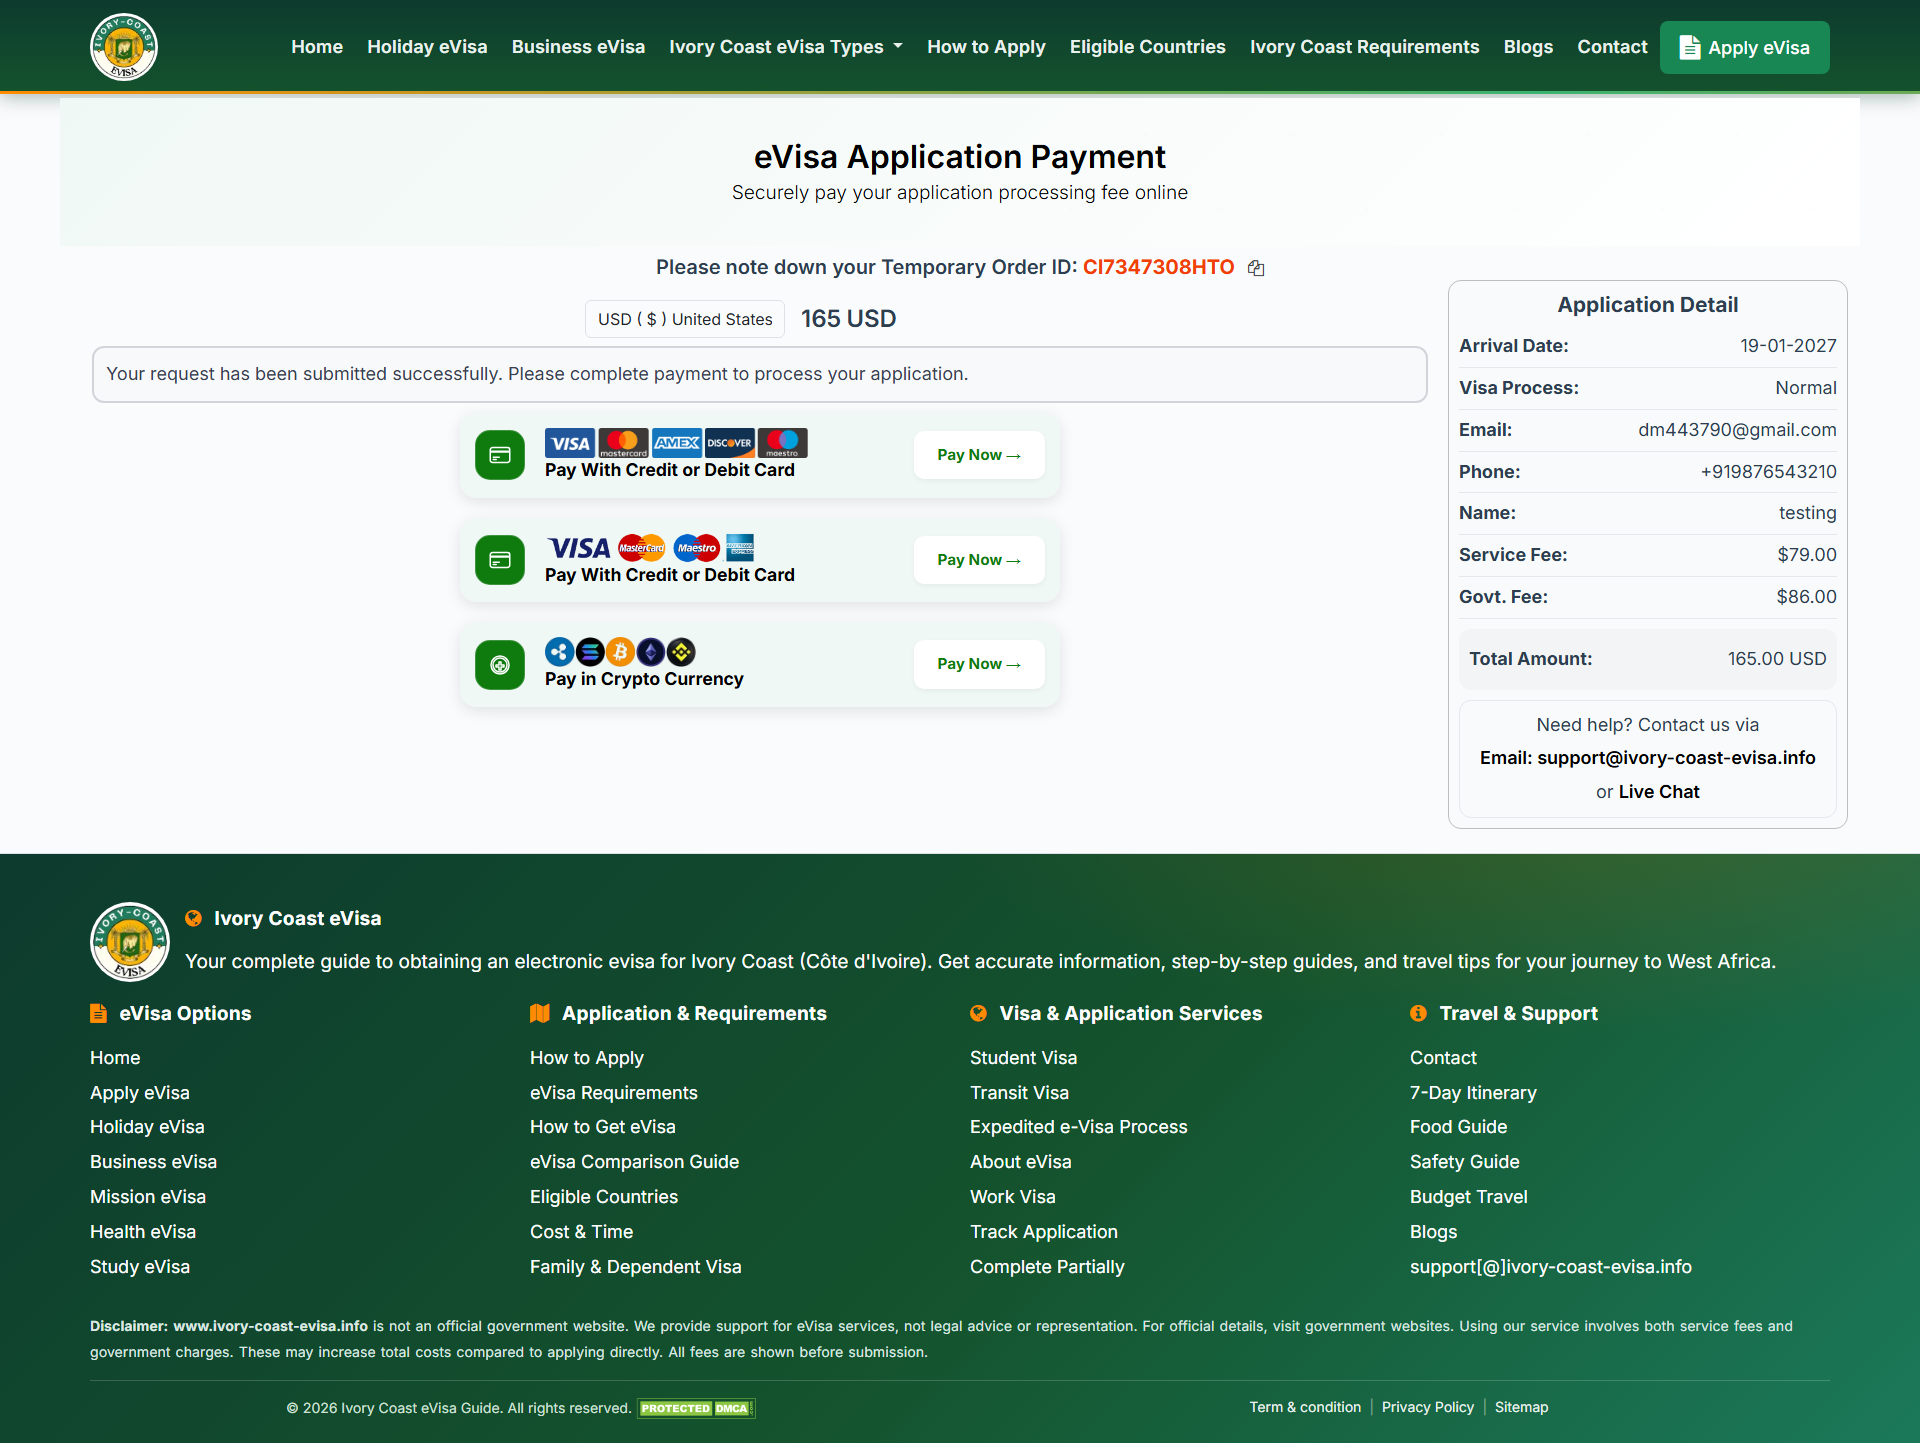 IVORY-COAST
EVISA
Home
Holiday eVisa
Business eVisa
Ivory Coast eVisa Types
How to Apply
Eligible Countries
Ivory Coast Requirements
Blogs
Contact
Apply eVisa
eVisa Application Payment
Securely pay your application processing fee online
Please note down your Temporary Order ID: CI7347308HTO
USD ( $ ) United States
165 USD
Your request has been submitted successfully. Please complete payment to process your application.
VISA mastercard AMEX DISCOVER maestro
Pay With Credit or Debit Card
Pay Now →
VISA MasterCard Maestro
Pay With Credit or Debit Card
Pay Now →
Pay in Crypto Currency
Pay Now →
Application Detail
Arrival Date: 19-01-2027
Visa Process: Normal
Email: dm443790@gmail.com
Phone: +919876543210
Name: testing
Service Fee: $79.00
Govt. Fee: $86.00
Total Amount: 165.00 USD
Need help? Contact us via
Email: support@ivory-coast-evisa.info
or Live Chat
IVORY-COAST
EVISA
Ivory Coast eVisa
Your complete guide to obtaining an electronic evisa for Ivory Coast (Côte d'Ivoire). Get accurate information, step-by-step guides, and travel tips for your journey to West Africa.
eVisa Options
Home
Apply eVisa
Holiday eVisa
Business eVisa
Mission eVisa
Health eVisa
Study eVisa
Application & Requirements
How to Apply
eVisa Requirements
How to Get eVisa
eVisa Comparison Guide
Eligible Countries
Cost & Time
Family & Dependent Visa
Visa & Application Services
Student Visa
Transit Visa
Expedited e-Visa Process
About eVisa
Work Visa
Track Application
Complete Partially
Travel & Support
Contact
7-Day Itinerary
Food Guide
Safety Guide
Budget Travel
Blogs
support[@]ivory-coast-evisa.info
Disclaimer: www.ivory-coast-evisa.info is not an official government website. We provide support for eVisa services, not legal advice or representation. For official details, visit government websites. Using our service involves both service fees and
government charges. These may increase total costs compared to applying directly. All fees are shown before submission.
© 2026 Ivory Coast eVisa Guide. All rights reserved. PROTECTED DMCA
Term & condition | Privacy Policy | Sitemap